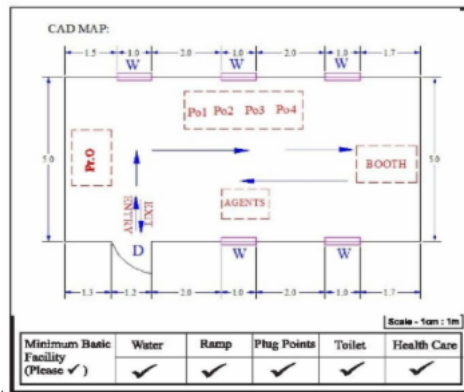 CAD MAP:
1.5 1.0 2.0 1.0 2.0 1.0 1.7
W W W
Po1 Po2 Po3 Po4
5.0 Pr.O BOOTH 5.0
ENTRY EXIT AGENTS
D W W
1.3 1.2 2.0 1.0 2.0 1.0 1.7
Scale - 1cm : 1m
Minimum Basic Facility (Please ✓) Water Ramp Plug Points Toilet Health Care
✓ ✓ ✓ ✓ ✓